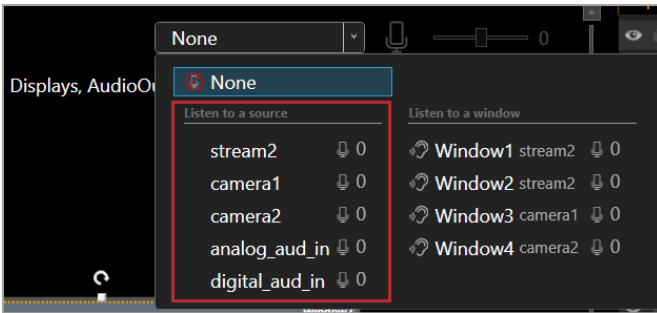 None
0
Displays, AudioOu
None
Listen to a source
stream2 0
camera1 0
camera2 0
analog_aud_in 0
digital_aud_in 0
Listen to a window
Window1 stream2 0
Window2 stream2 0
Window3 camera1 0
Window4 camera2 0